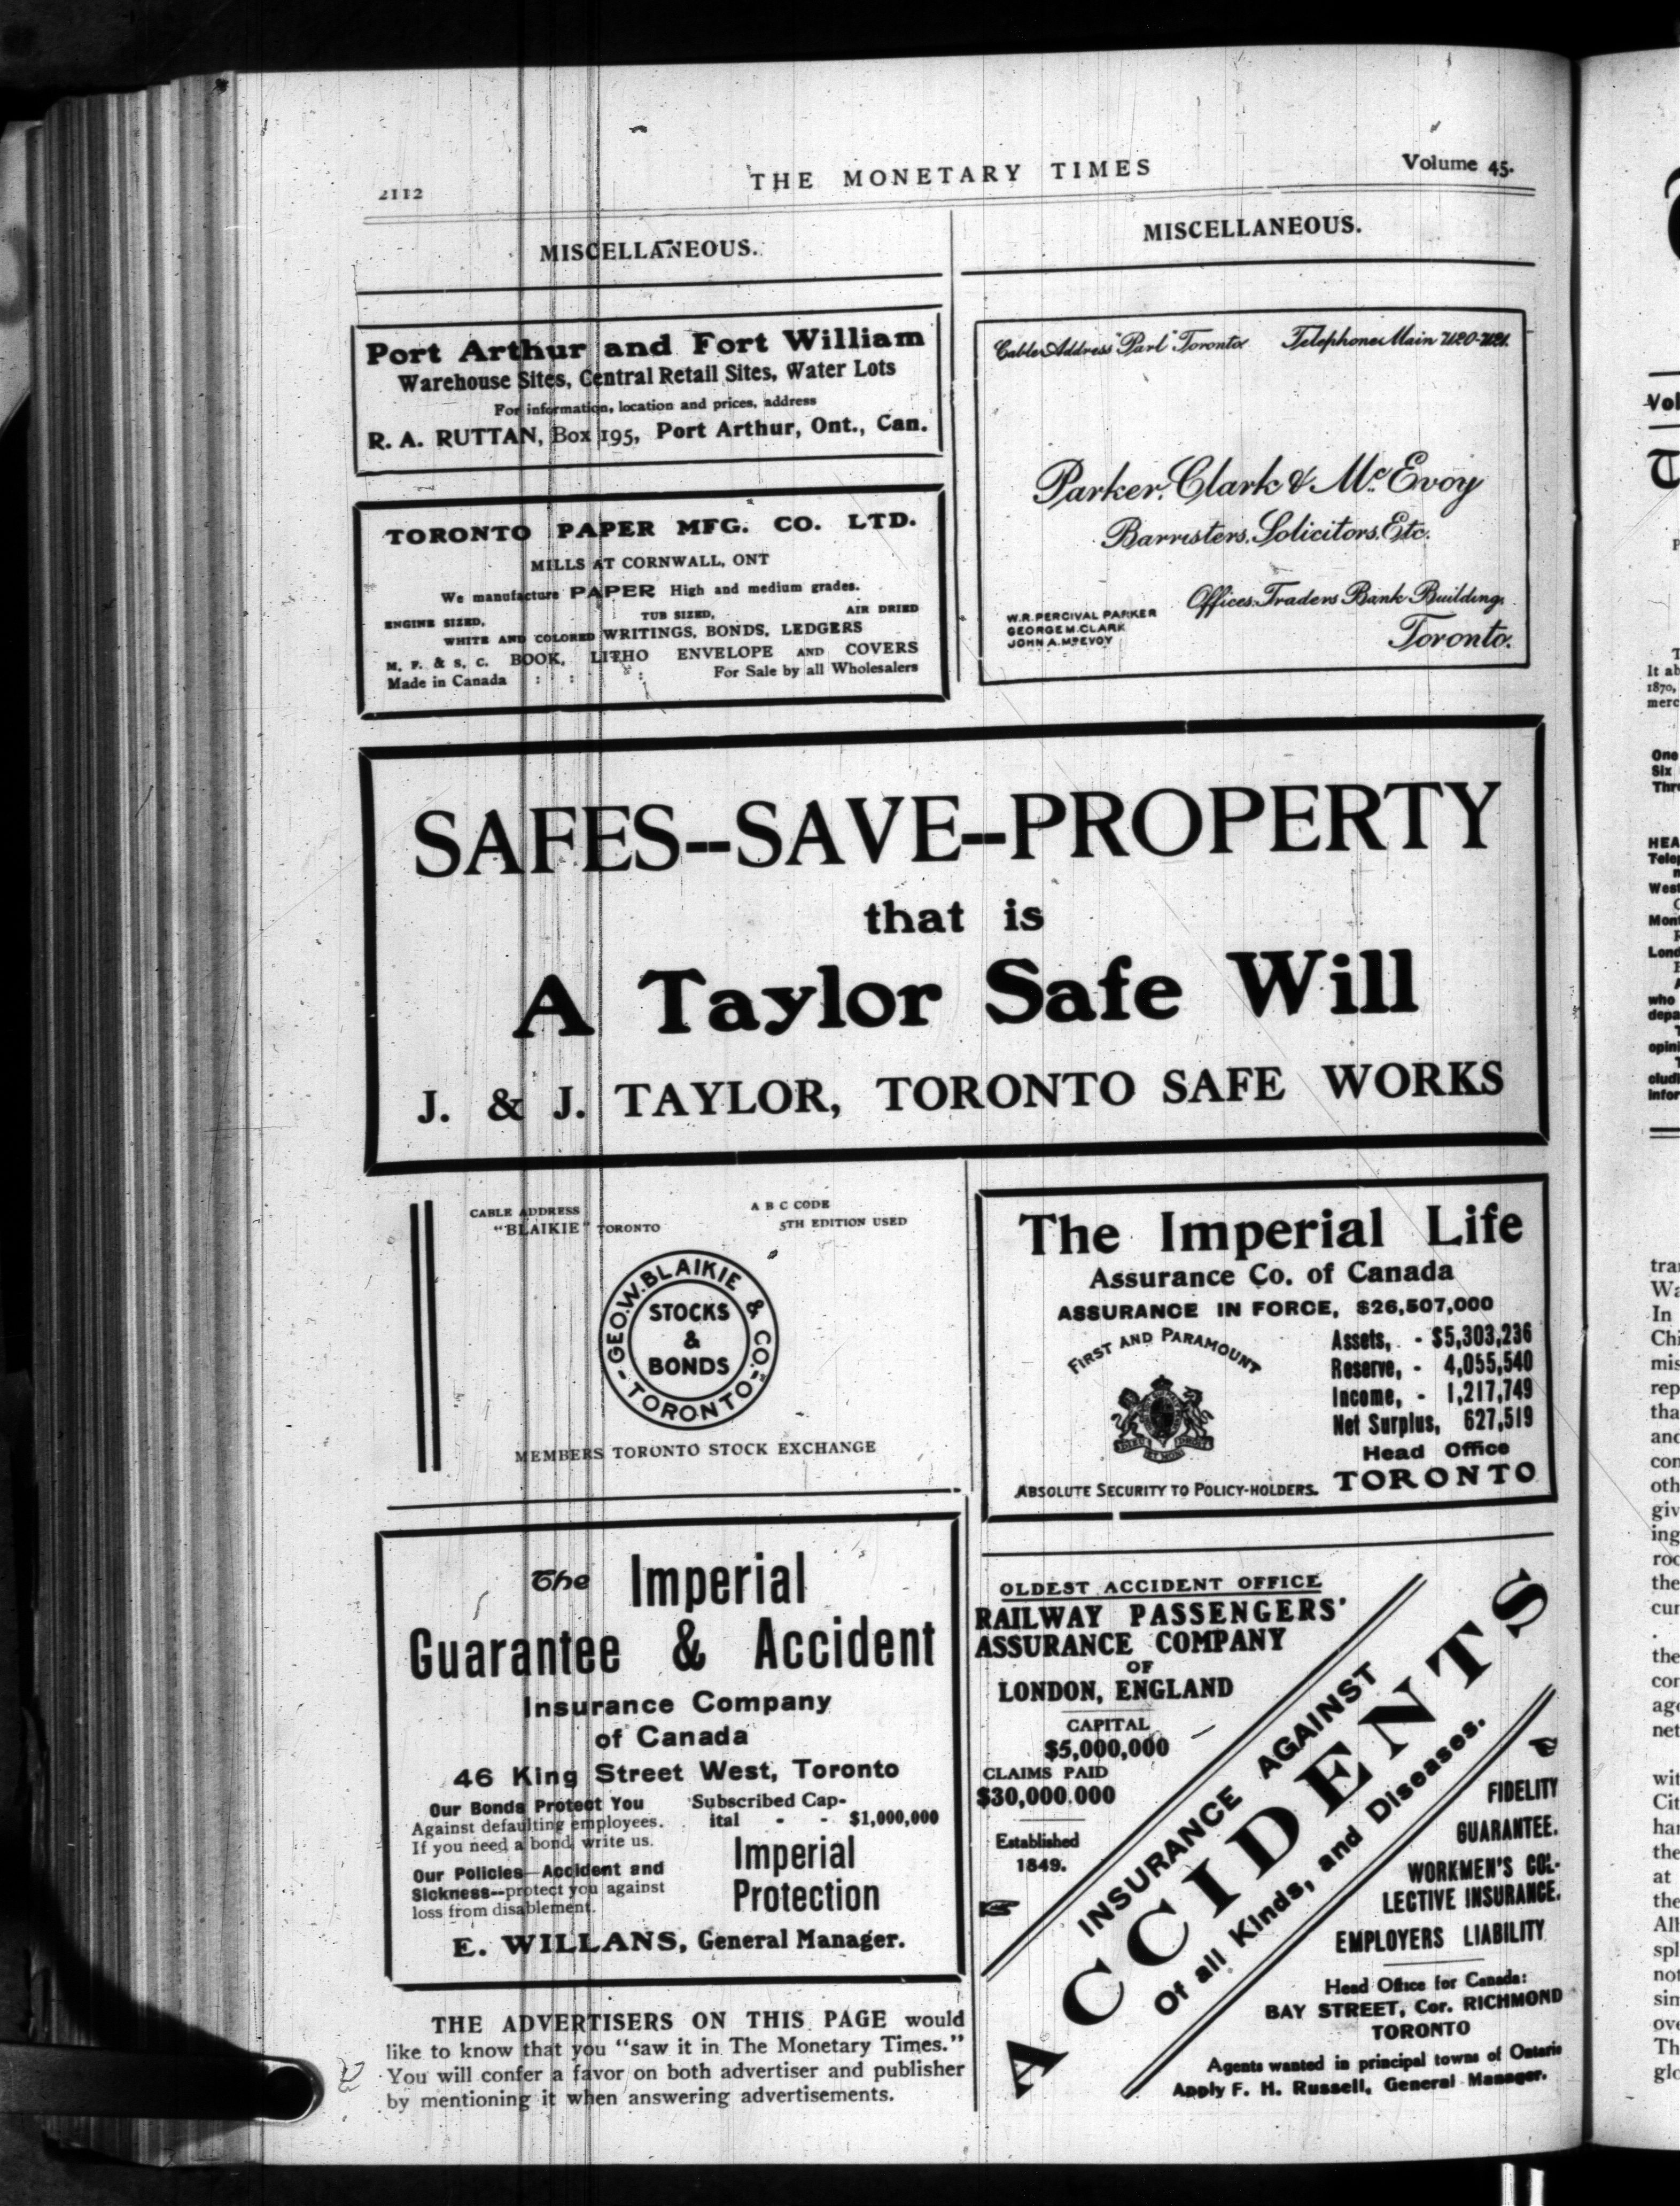 2112
THE MONETARY TIMES
Volume 45.
MISCELLANEOUS.
Port Arthur and Fort William
Warehouse Sites, Central Retail Sites, Water Lots
For information, location and prices, address
R. A. RUTTAN, Box 195, Port Arthur, Ont., Can.
TORONTO PAPER MFG. CO. LTD.
MILLS AT CORNWALL, ONT
We manufacture PAPER High and medium grades.
ENGINE SIZED, TUB SIZED, AIR DRIED
WHITE AND COLORED WRITINGS, BONDS, LEDGERS
M. F. & S. C. BOOK, LITHO ENVELOPE AND COVERS
Made in Canada : : : For Sale by all Wholesalers
MISCELLANEOUS.
Cable Address "Parl" Toronto Telephones Main 7120-7121.
Parker, Clark & McEvoy
Barristers, Solicitors, Etc.
Offices Traders Bank Building,
Toronto.
W. R. PERCIVAL PARKER
GEORGE M. CLARK
JOHN A. McEVOY
SAFES--SAVE--PROPERTY
that is
A Taylor Safe Will
J. & J. TAYLOR, TORONTO SAFE WORKS
CABLE ADDRESS A B C CODE
"BLAIKIE" TORONTO 5TH EDITION USED
GEO. W. BLAIKIE & CO.
STOCKS
&
BONDS
TORONTO
MEMBERS TORONTO STOCK EXCHANGE
The Imperial
Guarantee & Accident
Insurance Company
of Canada
46 King Street West, Toronto
Our Bonds Protect You
Against defaulting employees.
If you need a bond write us.
Our Policies—Accident and
Sickness--protect you against
loss from disablement.
Subscribed Cap-
ital - - $1,000,000
Imperial
Protection
E. WILLANS, General Manager.
THE ADVERTISERS ON THIS PAGE would
like to know that you "saw it in The Monetary Times."
You will confer a favor on both advertiser and publisher
by mentioning it when answering advertisements.
The Imperial Life
Assurance Co. of Canada
ASSURANCE IN FORCE, $26,507,000
FIRST AND PARAMOUNT
Assets, - $5,303,236
Reserve, - 4,055,540
Income, - 1,217,749
Net Surplus, 627,519
Head Office
TORONTO
ABSOLUTE SECURITY TO POLICY-HOLDERS.
OLDEST ACCIDENT OFFICE
RAILWAY PASSENGERS'
ASSURANCE COMPANY
OF
LONDON, ENGLAND
CAPITAL
$5,000,000
CLAIMS PAID
$30,000.000
Established
1849.
INSURANCE AGAINST
ACCIDENTS
Of all Kinds, and Diseases.
FIDELITY
GUARANTEE.
WORKMEN'S COL-
LECTIVE INSURANCE.
EMPLOYERS LIABILITY
Head Office for Canada:
BAY STREET, Cor. RICHMOND
TORONTO
Agents wanted in principal towns of Ontario
Apply F. H. Russell, General Manager.